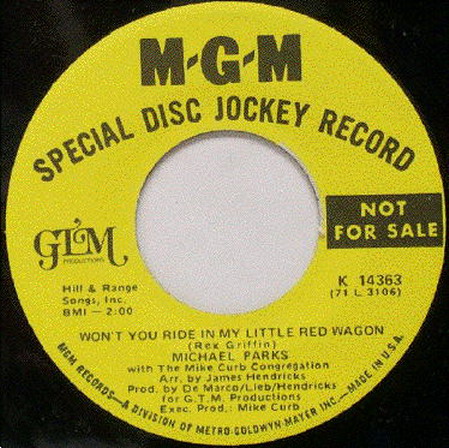 M-G-M
SPECIAL DISC JOCKEY RECORD
NOT
FOR SALE
GTM
PRODUCTIONS
Hill & Range
Songs, Inc.
BMI - 2:00
K 14363
(71 L 3106)
WON'T YOU RIDE IN MY LITTLE RED WAGON
(Rex Griffin)
MICHAEL PARKS
with The Mike Curb Congregation
Arr. by James Hendricks
Prod. by De Marco/Lieb/Hendricks
for G.T.M. Productions
Exec. Prod.: Mike Curb
MGM RECORDS—A DIVISION OF METRO-GOLDWYN-MAYER INC.—MADE IN U.S.A.